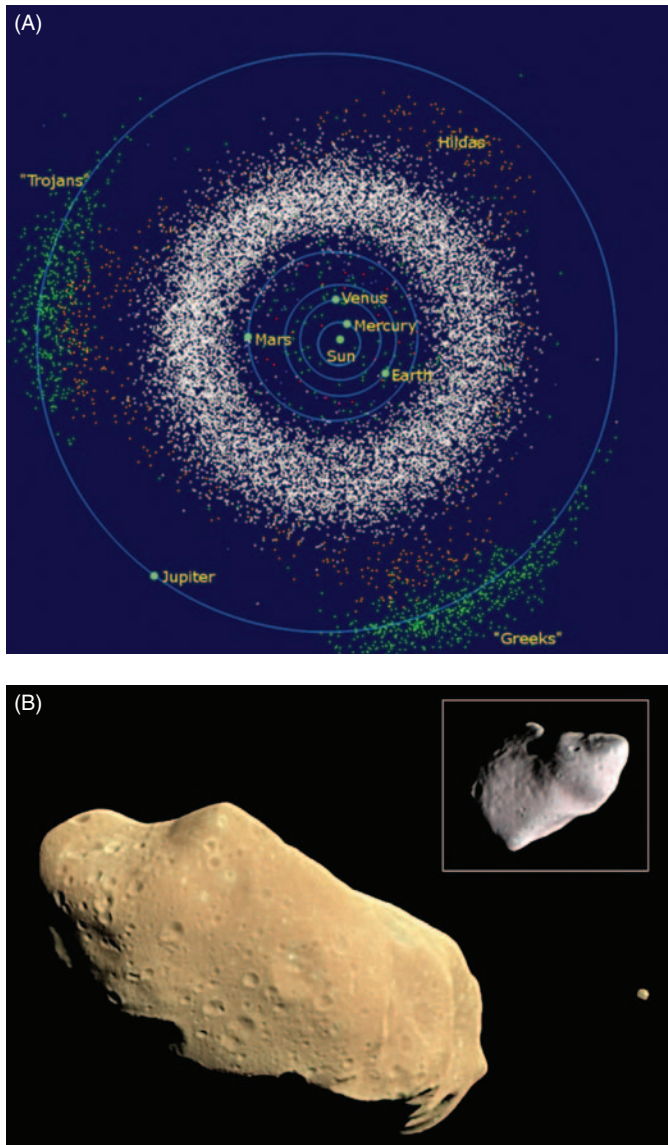 (A)
Hildas
"Trojans"
Venus
Mercury
Mars
Sun
Earth
Jupiter
"Greeks"
(B)